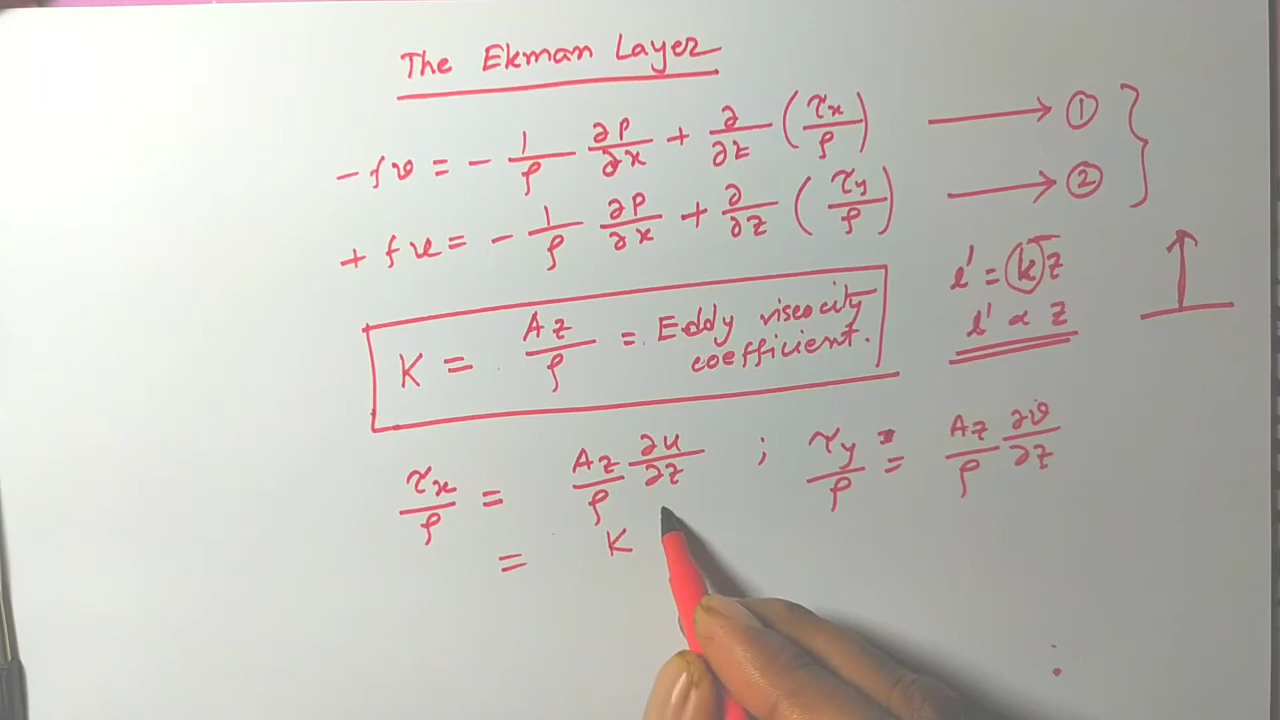 The Ekman Layer
-fv = - 1/ρ ∂P/∂x + ∂/∂z (τx/ρ) → ①
+fu = - 1/ρ ∂P/∂x + ∂/∂z (τy/ρ) → ②
l' = kz
l' ∝ z
K = Az/ρ = Eddy viscocity
coefficient.
τx/ρ = Az/ρ ∂u/∂z ; τy/ρ = Az/ρ ∂v/∂z
= K